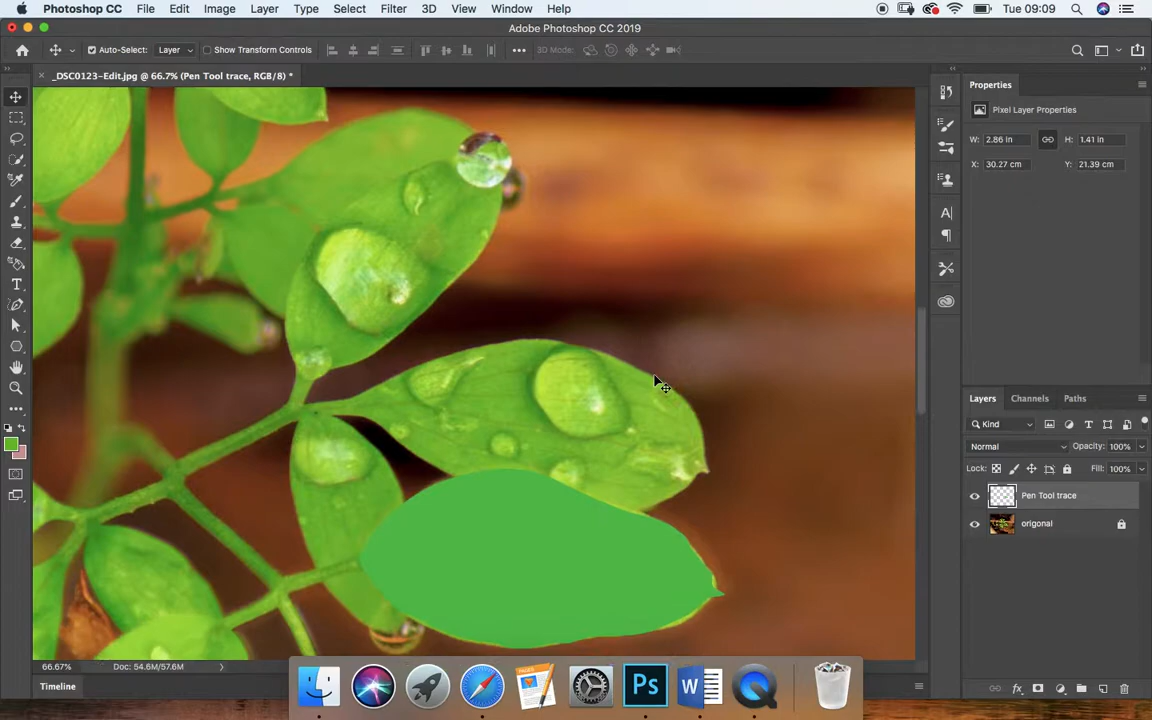 Photoshop CC File Edit Image Layer Type Select Filter 3D View Window Help Tue 09:09
Adobe Photoshop CC 2019
Auto-Select: Layer Show Transform Controls 3D Mode:
× _DSC0123-Edit.jpg @ 66.7% (Pen Tool trace, RGB/8) *
Properties
Pixel Layer Properties
W: 2.86 in H: 1.41 in
X: 30.27 cm Y: 21.39 cm
Layers Channels Paths
Kind
Normal Opacity: 100%
Lock: Fill: 100%
Pen Tool trace
origonal
66.67% Doc: 54.6M/57.6M
Timeline
Ps W
fx